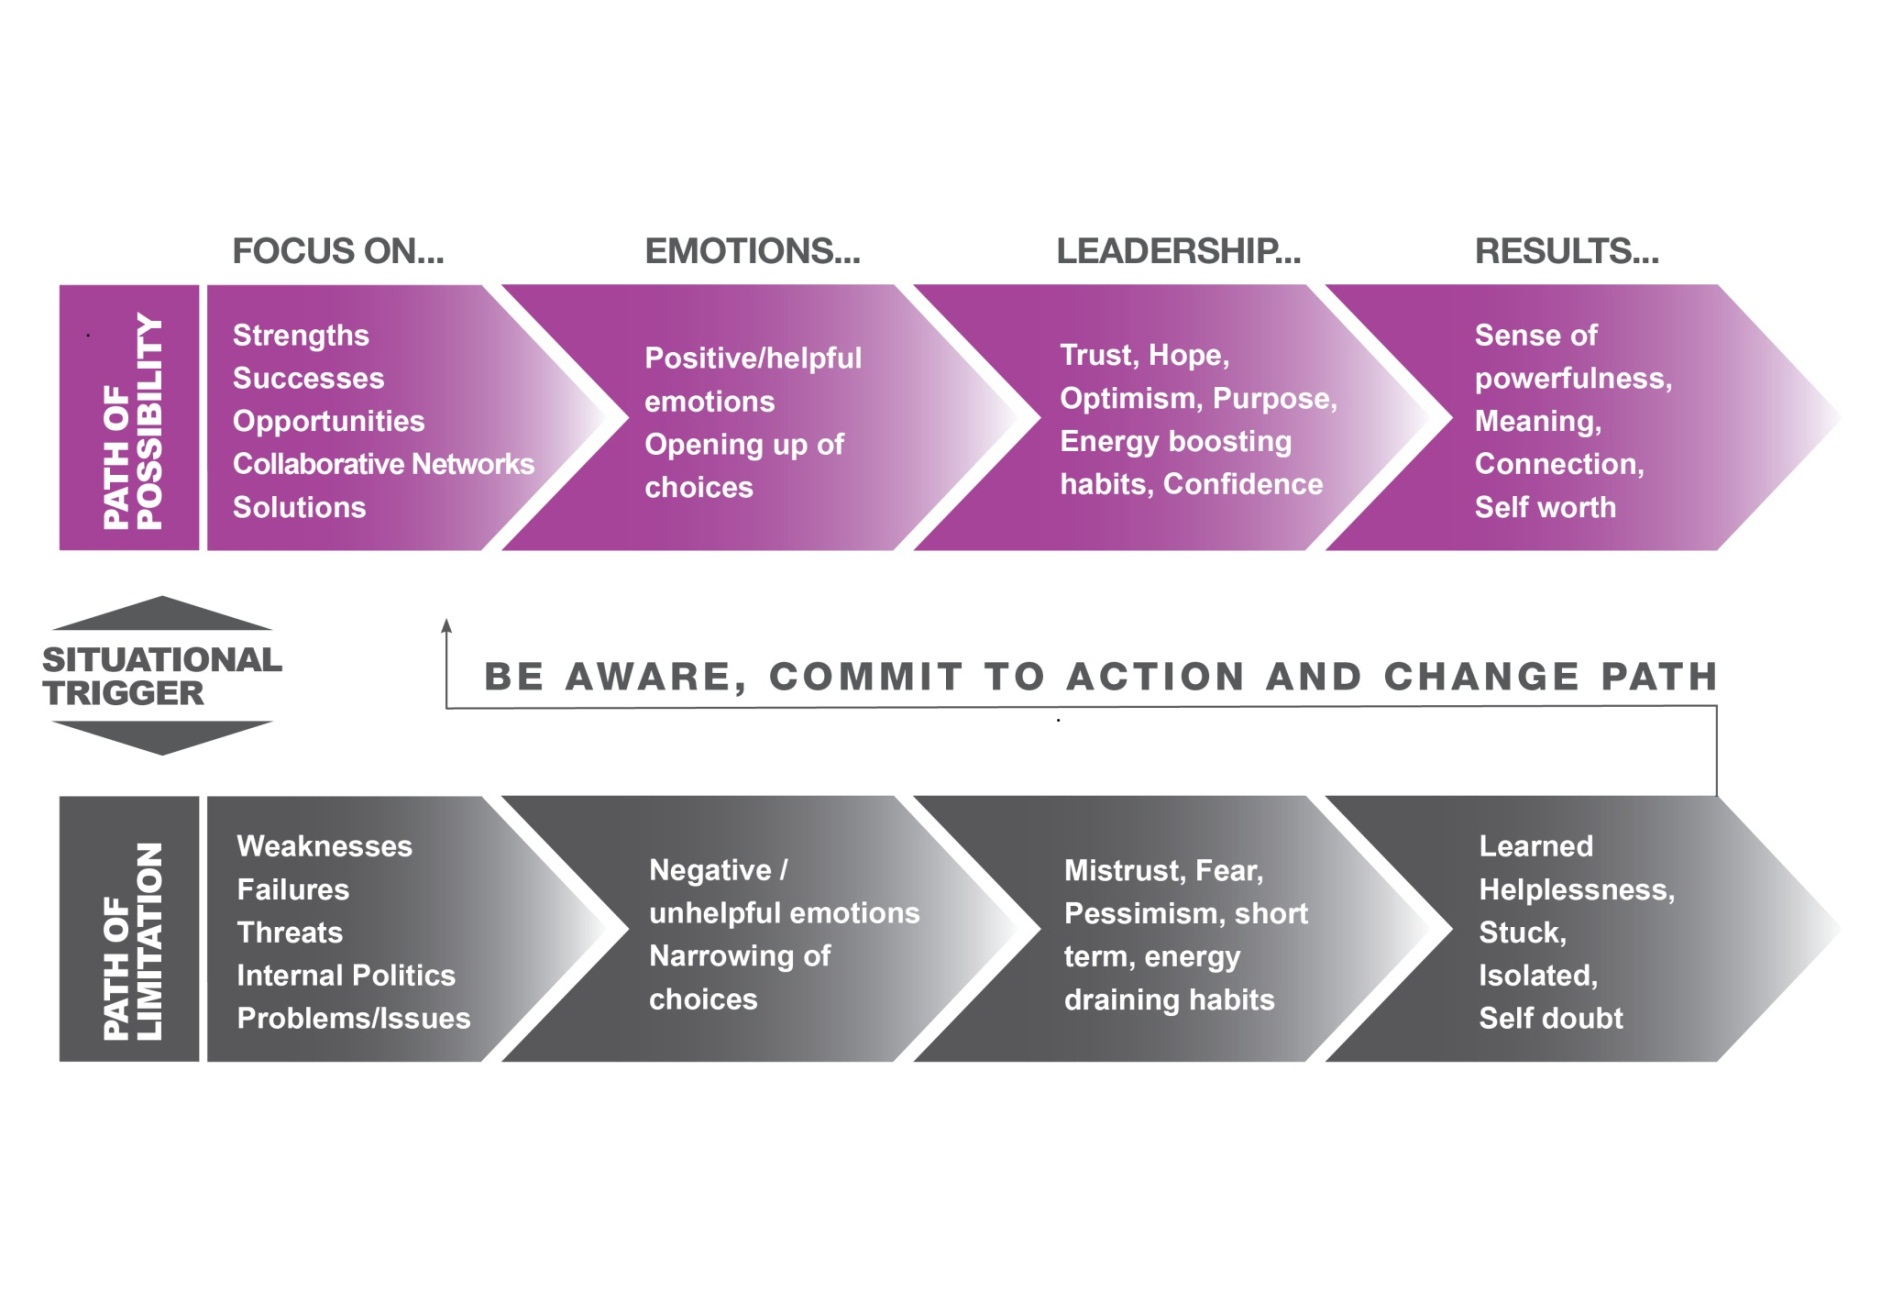 FOCUS ON...
EMOTIONS...
LEADERSHIP...
RESULTS...
PATH OF
POSSIBILITY
Strengths
Successes
Opportunities
Collaborative Networks
Solutions
Positive/helpful
emotions
Opening up of
choices
Trust, Hope,
Optimism, Purpose,
Energy boosting
habits, Confidence
Sense of
powerfulness,
Meaning,
Connection,
Self worth
SITUATIONAL
TRIGGER
BE AWARE, COMMIT TO ACTION AND CHANGE PATH
PATH OF
LIMITATION
Weaknesses
Failures
Threats
Internal Politics
Problems/Issues
Negative /
unhelpful emotions
Narrowing of
choices
Mistrust, Fear,
Pessimism, short
term, energy
draining habits
Learned
Helplessness,
Stuck,
Isolated,
Self doubt